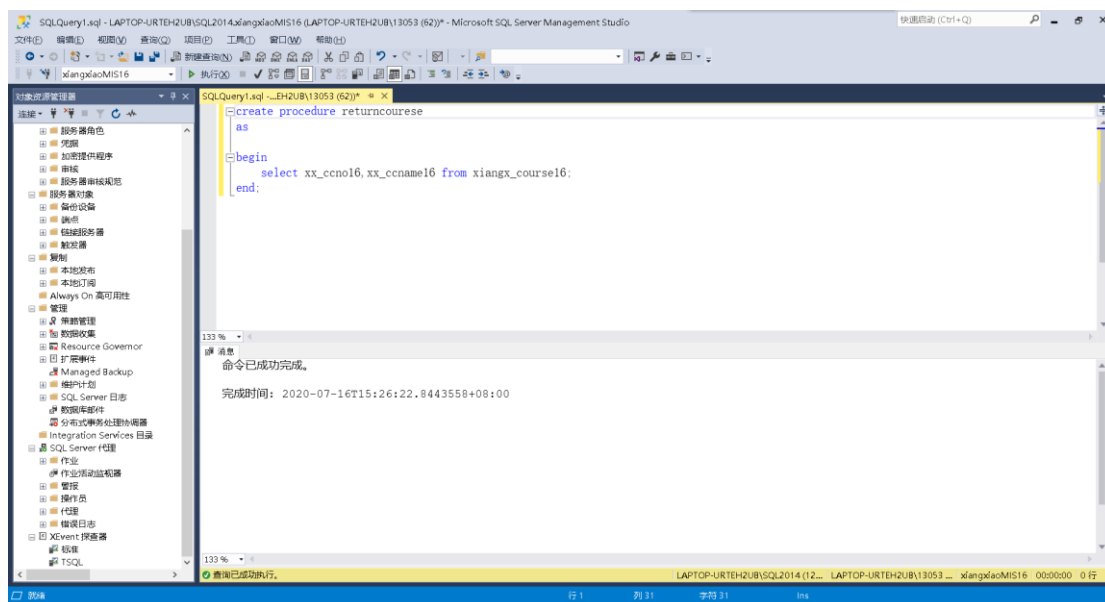 SQLQuery1.sql - LAPTOP-URTEH2UB\SQL2014.xiangxiaoMIS16 (LAPTOP-URTEH2UB\13053 (62))* - Microsoft SQL Server Management Studio
快速启动 (Ctrl+Q)
文件(F) 编辑(E) 视图(V) 查询(Q) 项目(P) 工具(T) 窗口(W) 帮助(H)
新建查询(N)
xiangxiaoMIS16 执行(X)
对象资源管理器
连接
服务器角色
凭据
加密提供程序
审核
服务器审核规范
服务器对象
备份设备
端点
链接服务器
触发器
复制
本地发布
本地订阅
Always On 高可用性
管理
策略管理
数据收集
Resource Governor
扩展事件
Managed Backup
维护计划
SQL Server 日志
数据库邮件
分布式事务处理协调器
Integration Services 目录
SQL Server 代理
作业
作业活动监视器
警报
操作员
代理
错误日志
XEvent 探查器
标准
TSQL
SQLQuery1.sql -...EH2UB\13053 (62))*
create procedure returncourese
as
begin
select xx_ccno16,xx_ccname16 from xiangx_course16;
end;
133 %
消息
命令已成功完成。
完成时间: 2020-07-16T15:26:22.8443558+08:00
133 %
查询已成功执行。
LAPTOP-URTEH2UB\SQL2014 (12... LAPTOP-URTEH2UB\13053 ... xiangxiaoMIS16 00:00:00 0 行
就绪 行 1 列 31 字符 31 Ins